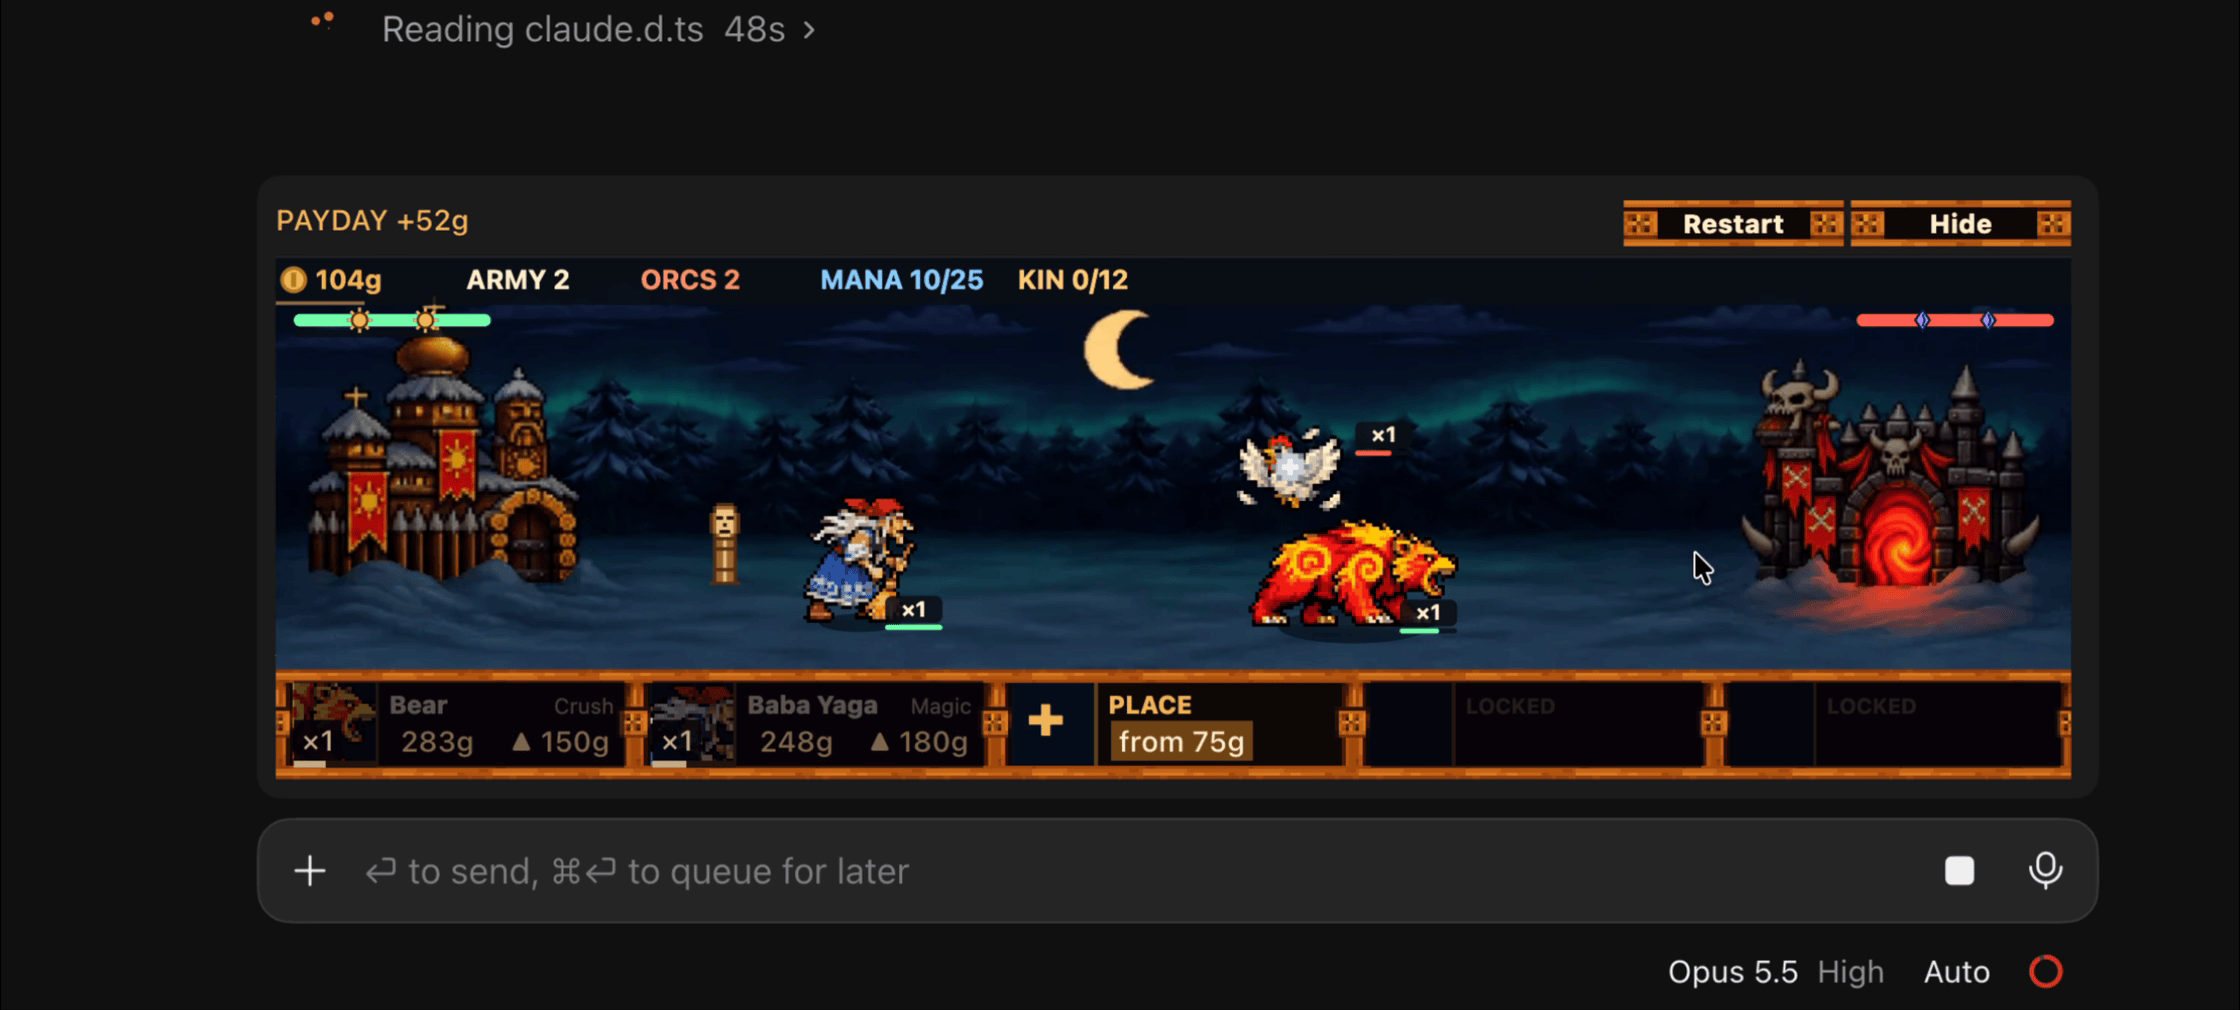 Reading claude.d.ts 48s >
PAYDAY +52g
Restart
Hide
104g ARMY 2 ORCS 2 MANA 10/25 KIN 0/12
×1
×1
×1
Bear Crush
×1 283g ▲ 150g
Baba Yaga Magic
×1 248g ▲ 180g
+ PLACE
from 75g
LOCKED
LOCKED
+ ⏎ to send, ⌘⏎ to queue for later
Opus 5.5 High Auto